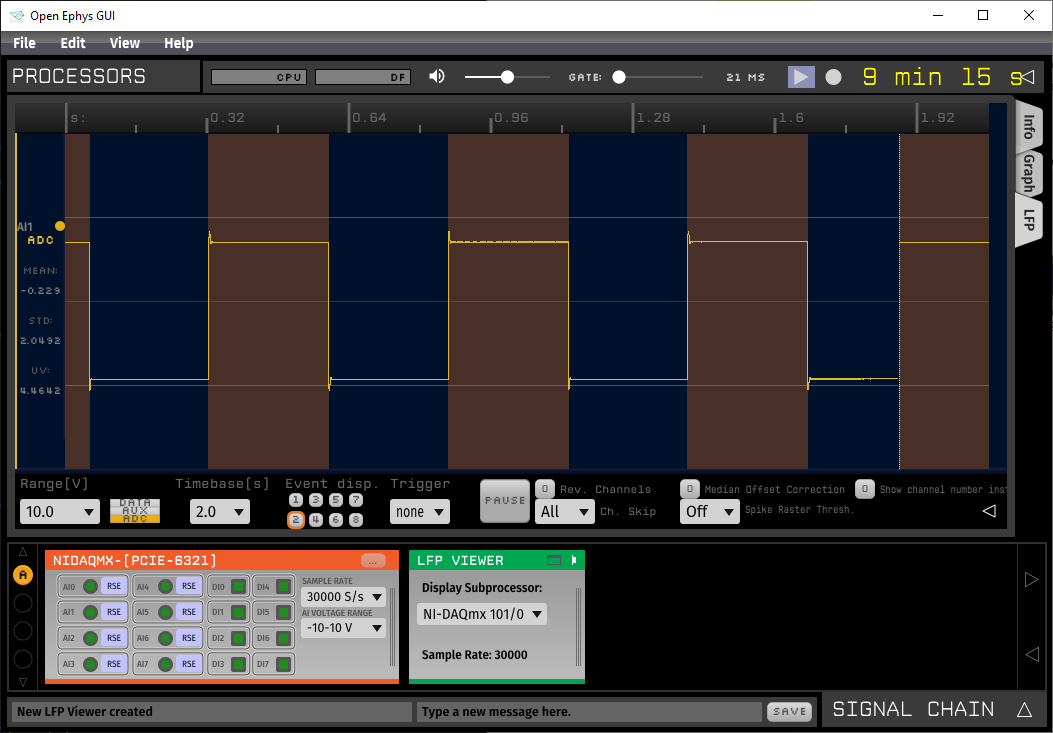 Open Ephys GUI
File Edit View Help
PROCESSORS CPU DF GATE: 21 MS 9 min 15 s
s: 0.32 0.64 0.96 1.28 1.6 1.92
Info
Graph
LFP
AI1
ADC
MEAN:
-0.229
STD:
2.0492
UV:
4.4642
Range[V] Timebase[s] Event disp. Trigger
10.0 DATA AUX ADC 2.0 1 3 5 7 2 4 6 8 none
PAUSE 0 Rev. Channels 0 Median Offset Correction 0 Show channel number inst
All Ch. Skip Off Spike Raster Thresh.
A
NIDAQMX-[PCIE-6321] ...
AI0 RSE AI4 RSE DI0 DI4 SAMPLE RATE
30000 S/s
AI1 RSE AI5 RSE DI1 DI5 AI VOLTAGE RANGE
-10-10 V
AI2 RSE AI6 RSE DI2 DI6
AI3 RSE AI7 RSE DI3 DI7
LFP VIEWER
Display Subprocessor:
NI-DAQmx 101/0
Sample Rate: 30000
New LFP Viewer created Type a new message here. SAVE SIGNAL CHAIN